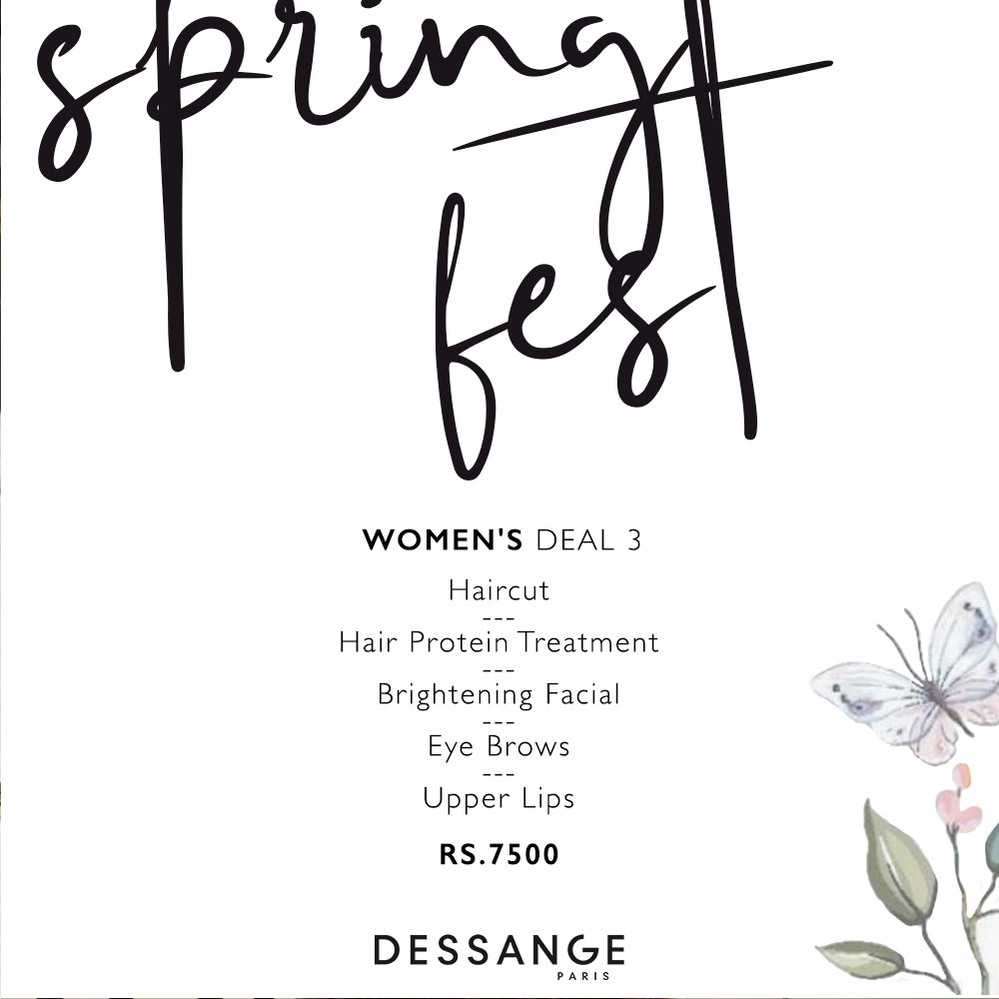 spring
fest
WOMEN'S DEAL 3
Haircut
---
Hair Protein Treatment
---
Brightening Facial
---
Eye Brows
---
Upper Lips
RS.7500
DESSANGE
PARIS